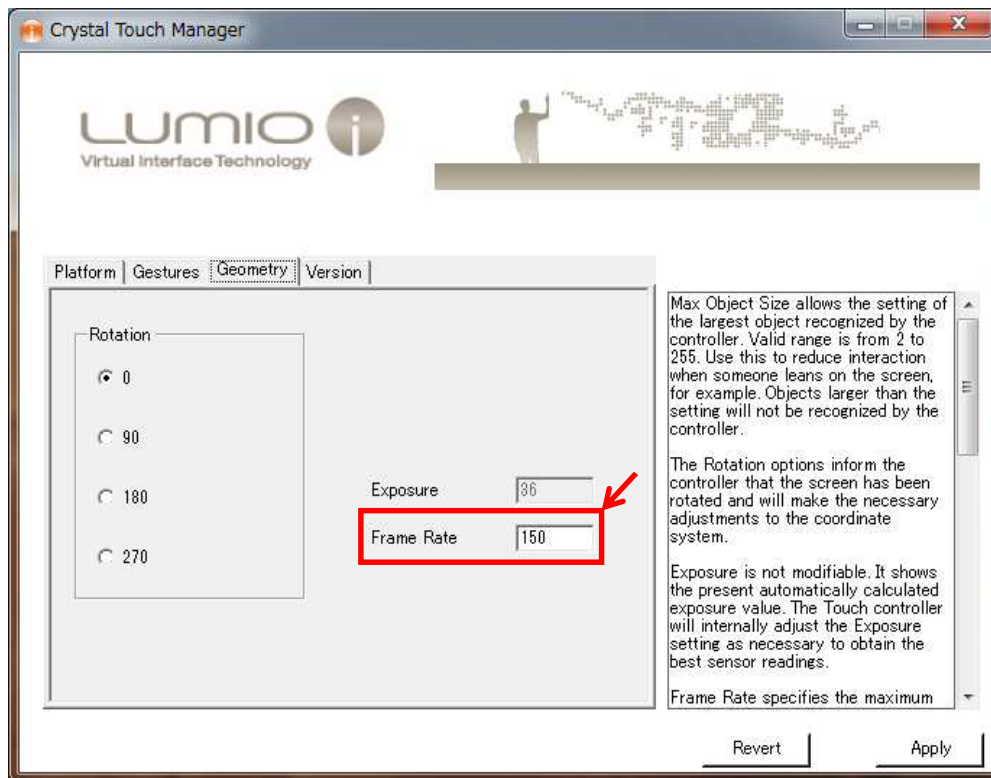 Crystal Touch Manager
LUMIO i
Virtual Interface Technology
Platform
Gestures
Geometry
Version
Rotation
0
90
180
270
Exposure
36
Frame Rate
150
Max Object Size allows the setting of
the largest object recognized by the
controller. Valid range is from 2 to
255. Use this to reduce interaction
when someone leans on the screen,
for example. Objects larger than the
setting will not be recognized by the
controller.
The Rotation options inform the
controller that the screen has been
rotated and will make the necessary
adjustments to the coordinate
system.
Exposure is not modifiable. It shows
the present automatically calculated
exposure value. The Touch controller
will internally adjust the Exposure
setting as necessary to obtain the
best sensor readings.
Frame Rate specifies the maximum
Revert
Apply